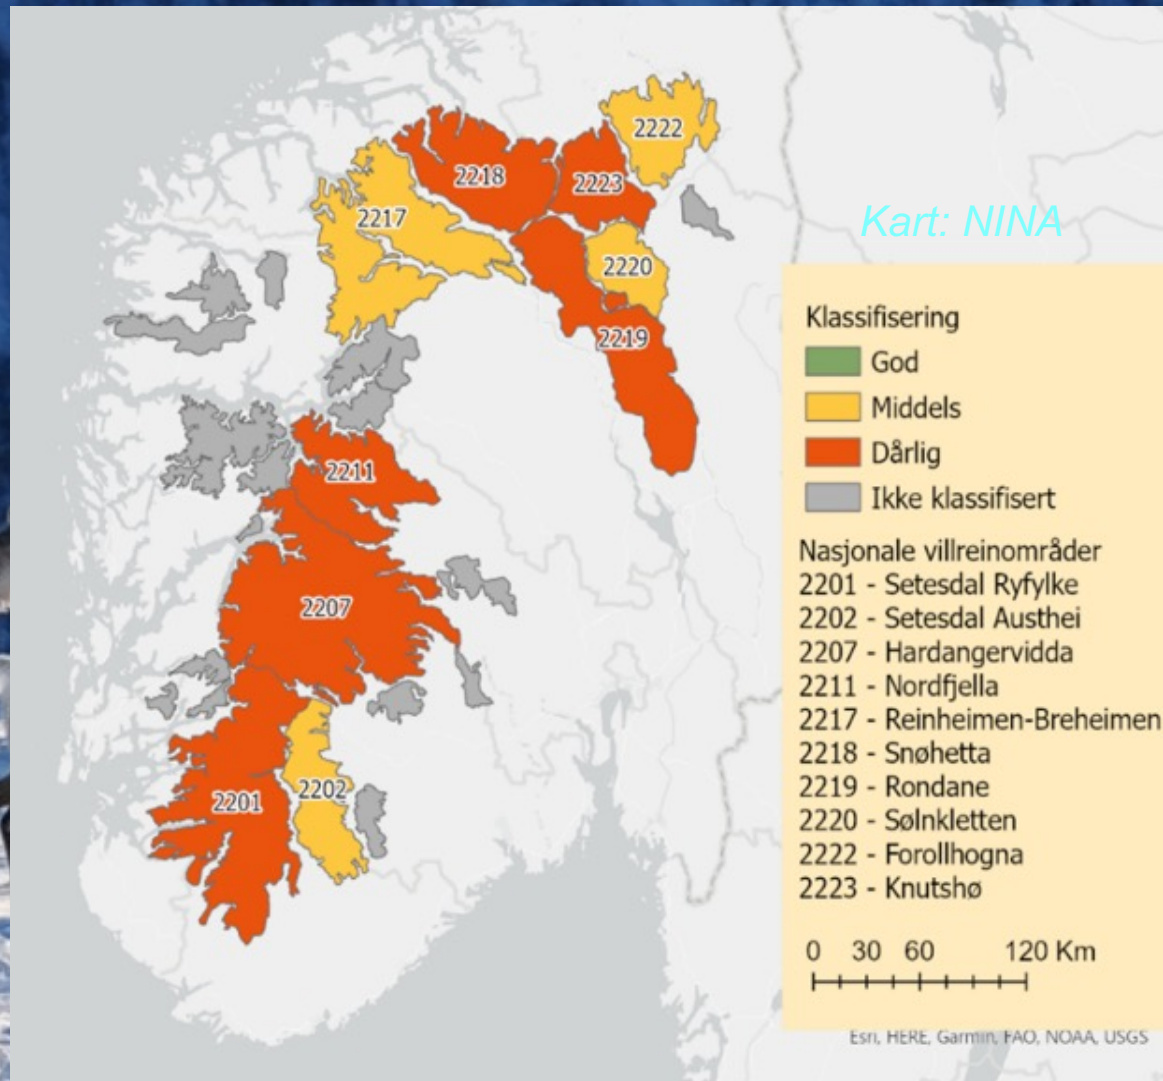 2222
2218
2223
2217
Kart: NINA
2220
2219
2211
2207
2202
2201
Klassifisering
God
Middels
Dårlig
Ikke klassifisert
Nasjonale villreinområder
2201 - Setesdal Ryfylke
2202 - Setesdal Austhei
2207 - Hardangervidda
2211 - Nordfjella
2217 - Reinheimen-Breheimen
2218 - Snøhetta
2219 - Rondane
2220 - Sølnkletten
2222 - Forollhogna
2223 - Knutshø
0 30 60 120 Km
Esri, HERE, Garmin, FAO, NOAA, USGS